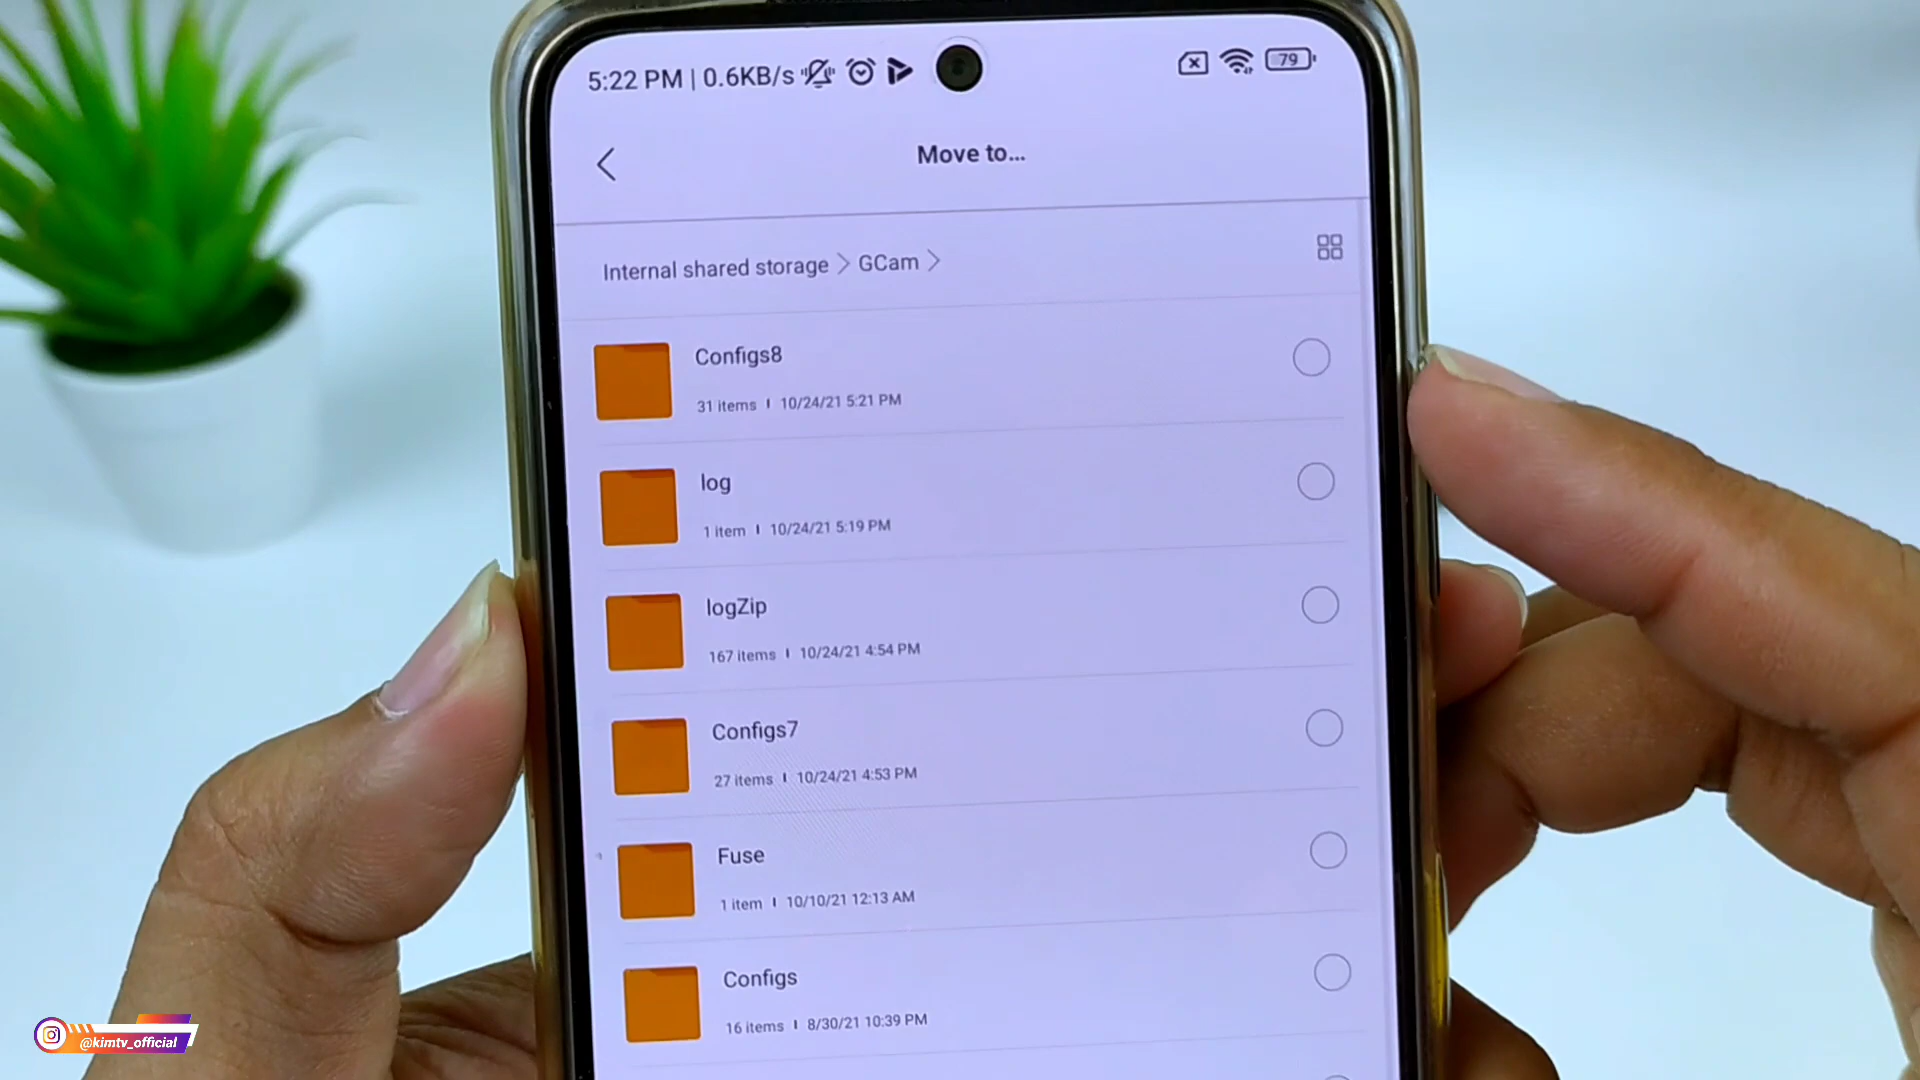 5:22 PM | 0.6KB/s
79
Move to...
Internal shared storage > GCam >
Configs8
31 items | 10/24/21 5:21 PM
log
1 item | 10/24/21 5:19 PM
logZip
167 items | 10/24/21 4:54 PM
Configs7
27 items | 10/24/21 4:53 PM
Fuse
1 item | 10/10/21 12:13 AM
Configs
16 items | 8/30/21 10:39 PM
@kimtv_official